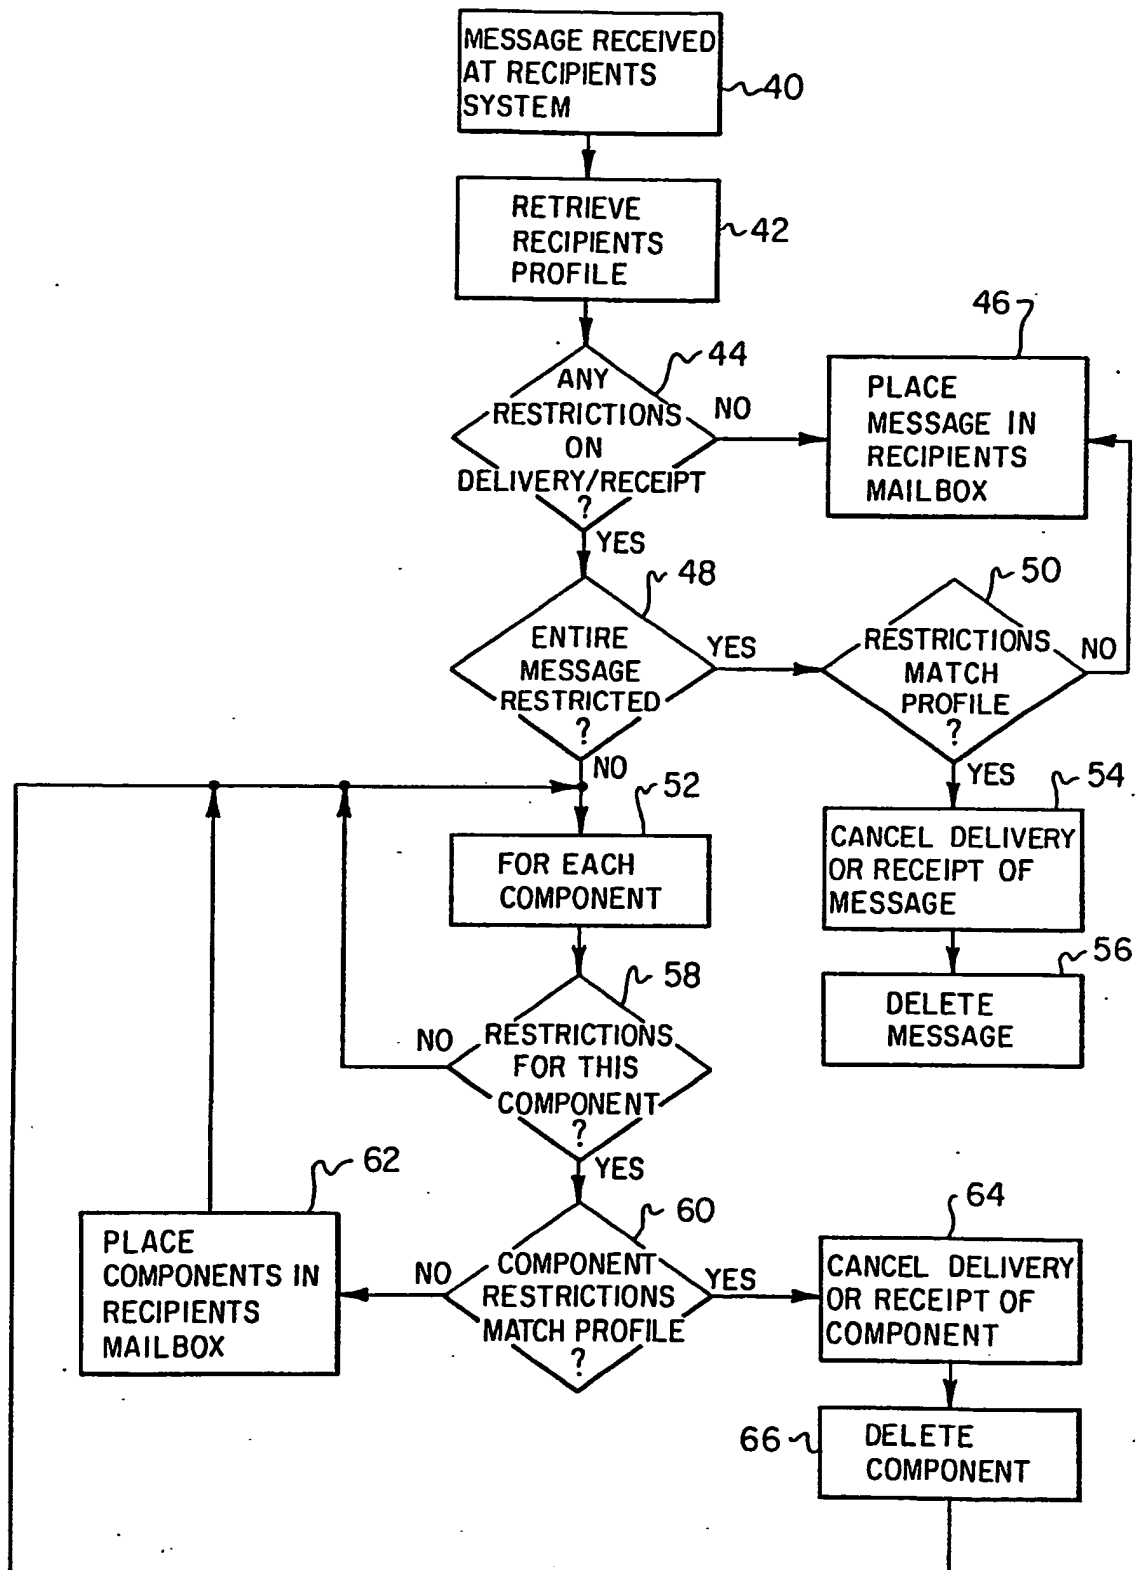 MESSAGE RECEIVED
AT RECIPIENTS
SYSTEM
40
RETRIEVE
RECIPIENTS
PROFILE
42
46
44
ANY
RESTRICTIONS
ON
DELIVERY/RECEIPT
?
NO
PLACE
MESSAGE IN
RECIPIENTS
MAILBOX
YES
48
50
ENTIRE
MESSAGE
RESTRICTED
?
YES
RESTRICTIONS
MATCH
PROFILE
?
NO
NO
YES
52
54
FOR EACH
COMPONENT
CANCEL DELIVERY
OR RECEIPT OF
MESSAGE
56
DELETE
MESSAGE
58
NO
RESTRICTIONS
FOR THIS
COMPONENT
?
YES
62
60
64
PLACE
COMPONENTS IN
RECIPIENTS
MAILBOX
NO
COMPONENT
RESTRICTIONS
MATCH PROFILE
?
YES
CANCEL DELIVERY
OR RECEIPT OF
COMPONENT
66
DELETE
COMPONENT